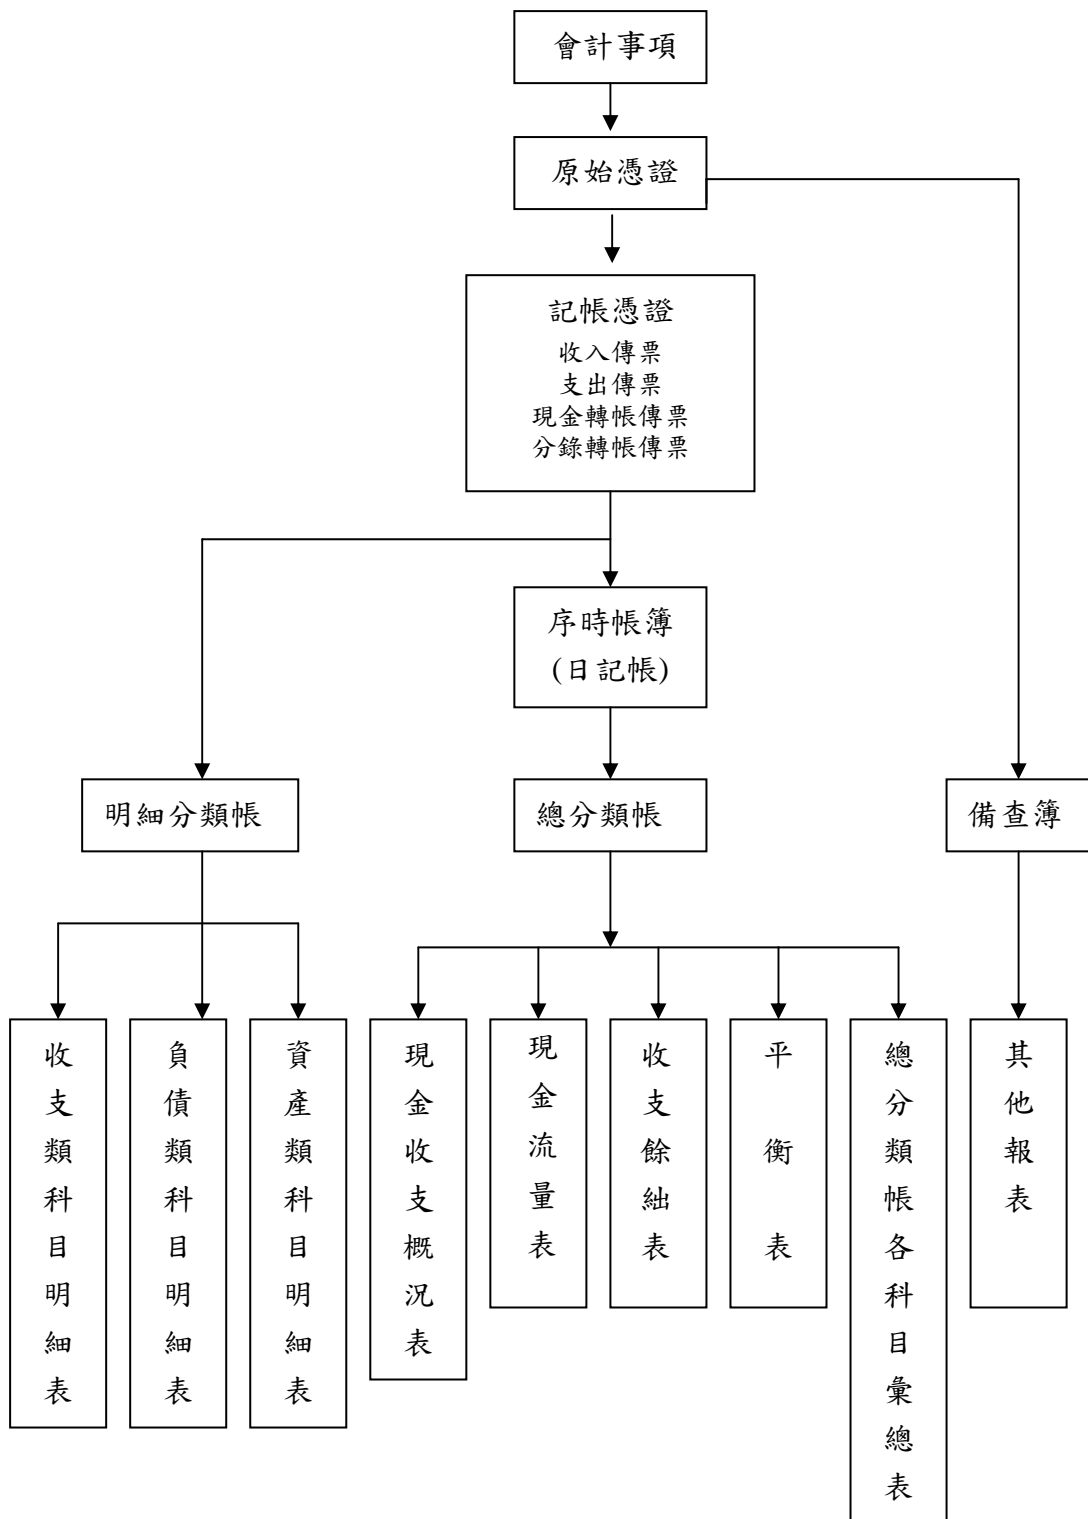 會計事項
原始憑證
記帳憑證
收入傳票
支出傳票
現金轉帳傳票
分錄轉帳傳票
序時帳簿
(日記帳)
明細分類帳
總分類帳
備查簿
收支類科目明細表
負債類科目明細表
資產類科目明細表
現金收支概況表
現金流量表
收支餘絀表
平衡表
總分類帳各科目彙總表
其他報表